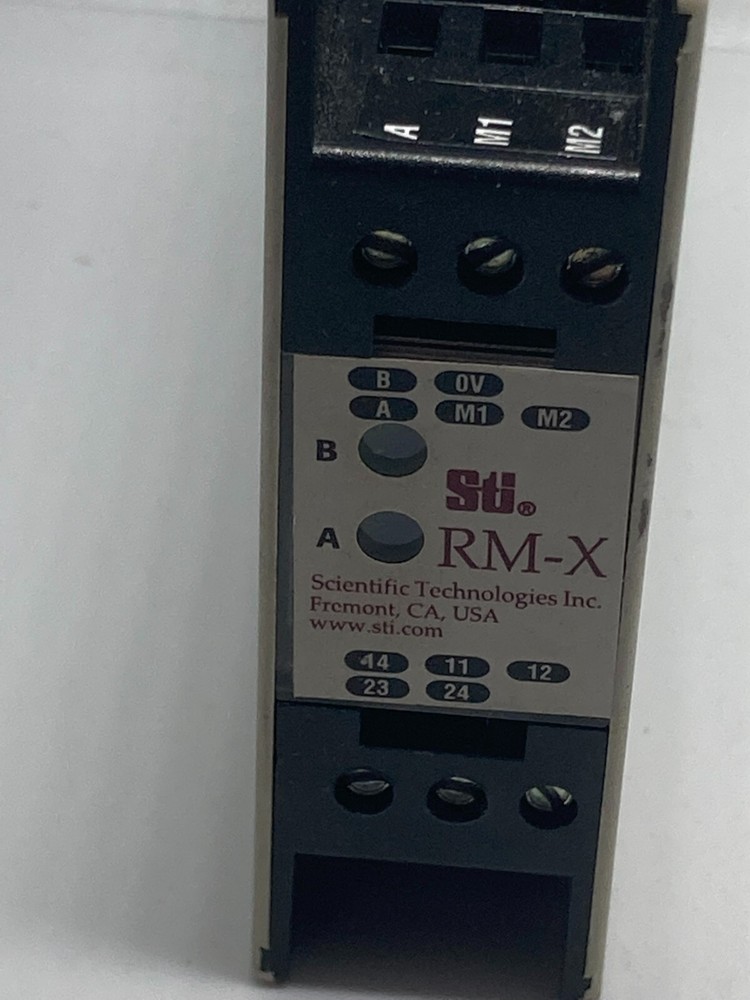 A M1 M2
B 0V
A M1 M2
B
Sti®
A RM-X
Scientific Technologies Inc.
Fremont, CA, USA
www.sti.com
14 11 12
23 24